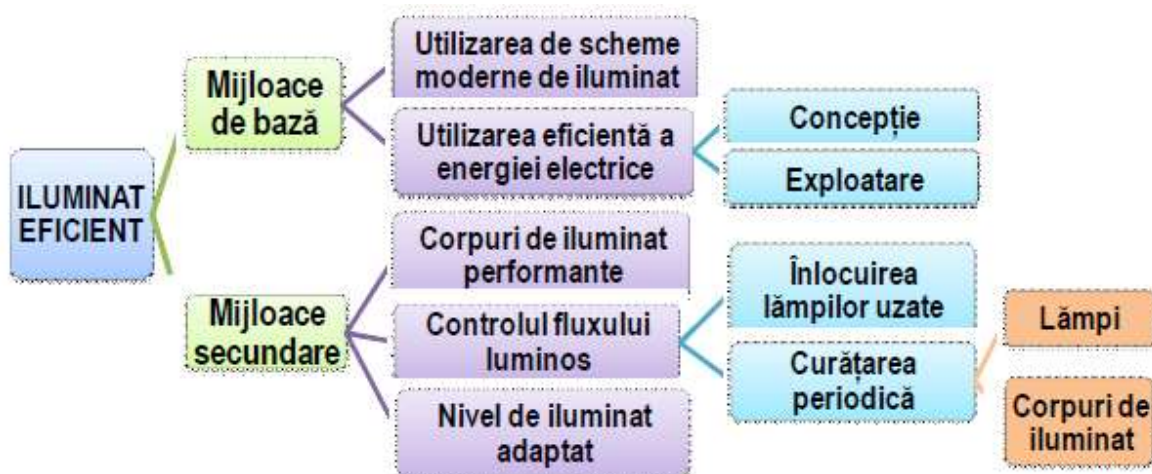 ILUMINAT
EFICIENT
Mijloace
de bază
Utilizarea de scheme
moderne de iluminat
Utilizarea eficientă a
energiei electrice
Concepție
Exploatare
Mijloace
secundare
Corpuri de iluminat
performante
Controlul fluxului
luminos
Înlocuirea
lămpilor uzate
Curățarea
periodică
Lămpi
Corpuri de
iluminat
Nivel de iluminat
adaptat